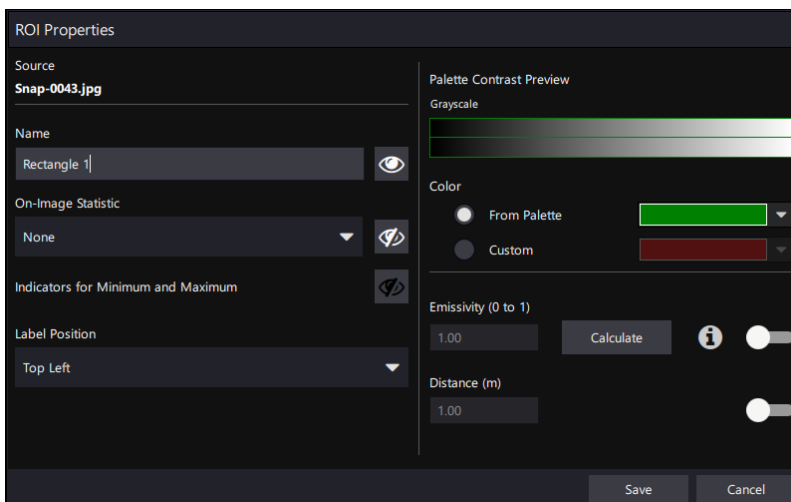 ROI Properties
Source
Snap-0043.jpg
Name
Rectangle 1
On-Image Statistic
None
Indicators for Minimum and Maximum
Label Position
Top Left
Palette Contrast Preview
Grayscale
Color
From Palette
Custom
Emissivity (0 to 1)
1.00 Calculate
Distance (m)
1.00
Save Cancel